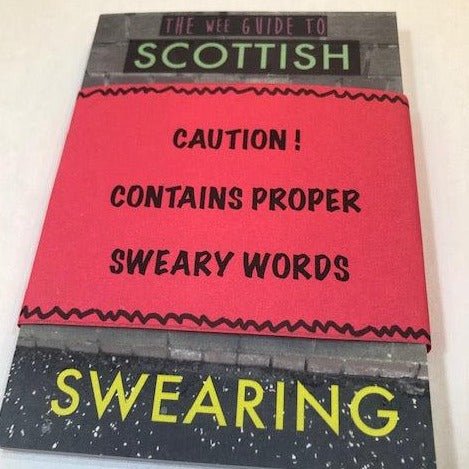 THE WEE GUIDE TO
SCOTTISH
CAUTION!
CONTAINS PROPER
SWEARY WORDS
SWEARING